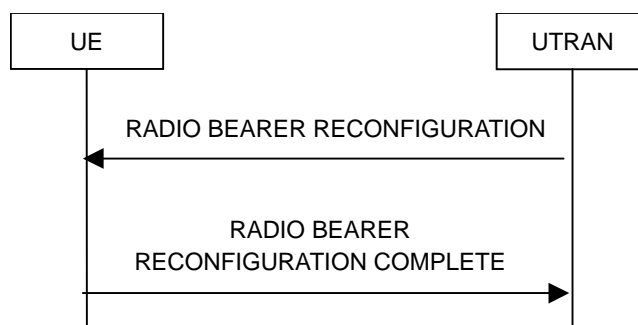 UE
UTRAN
RADIO BEARER RECONFIGURATION
RADIO BEARER
RECONFIGURATION COMPLETE